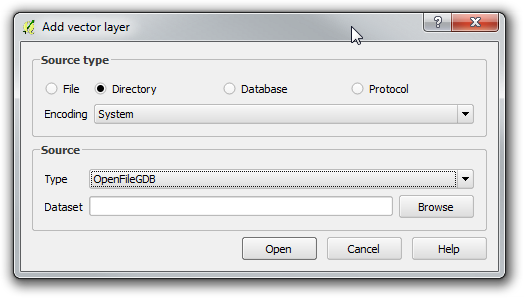 Add vector layer
Source type
File Directory Database Protocol
Encoding System
Source
Type OpenFileGDB
Dataset Browse
Open Cancel Help